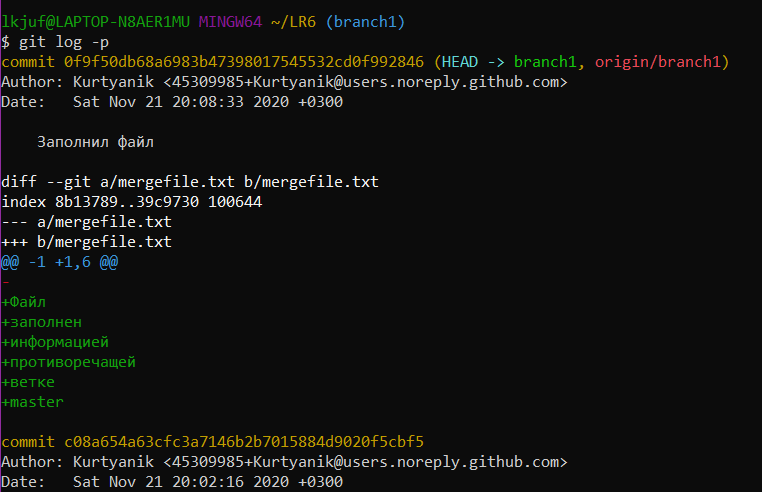 lkjuf@LAPTOP-N8AER1MU MINGW64 ~/LR6 (branch1)
$ git log -p
commit 0f9f50db68a6983b47398017545532cd0f992846 (HEAD -> branch1, origin/branch1)
Author: Kurtyanik <45309985+Kurtyanik@users.noreply.github.com>
Date:   Sat Nov 21 20:08:33 2020 +0300
    Заполнил файл
diff --git a/mergefile.txt b/mergefile.txt
index 8b13789..39c9730 100644
--- a/mergefile.txt
+++ b/mergefile.txt
@@ -1 +1,6 @@
-
+Файл
+заполнен
+информацией
+противоречащей
+ветке
+master
commit c08a654a63cfc3a7146b2b7015884d9020f5cbf5
Author: Kurtyanik <45309985+Kurtyanik@users.noreply.github.com>
Date:   Sat Nov 21 20:02:16 2020 +0300